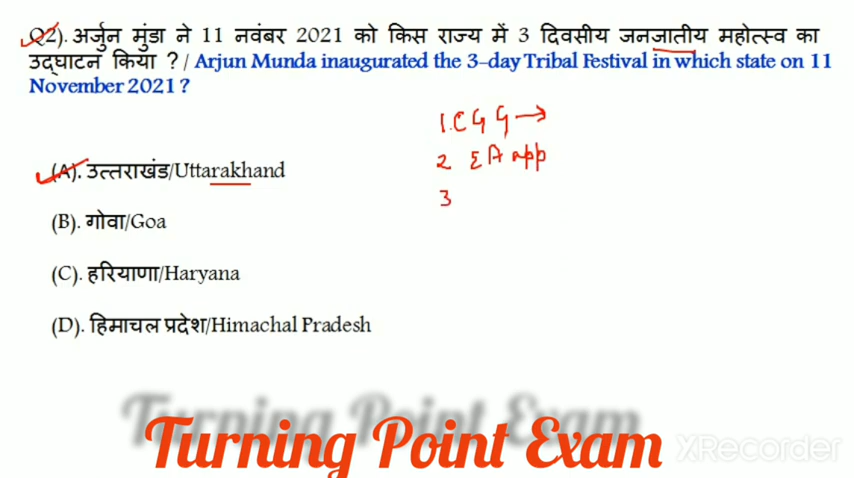 Q2). अर्जुन मुंडा ने 11 नवंबर 2021 को किस राज्य में 3 दिवसीय जनजातीय महोत्स्व का
उद्घाटन किया ? / Arjun Munda inaugurated the 3-day Tribal Festival in which state on 11
November 2021 ?
1. C G G →
2 EA app
3
(A). उत्तराखंड/Uttarakhand
(B). गोवा/Goa
(C). हरियाणा/Haryana
(D). हिमाचल प्रदेश/Himachal Pradesh
Turning Point Exam
XRecorder